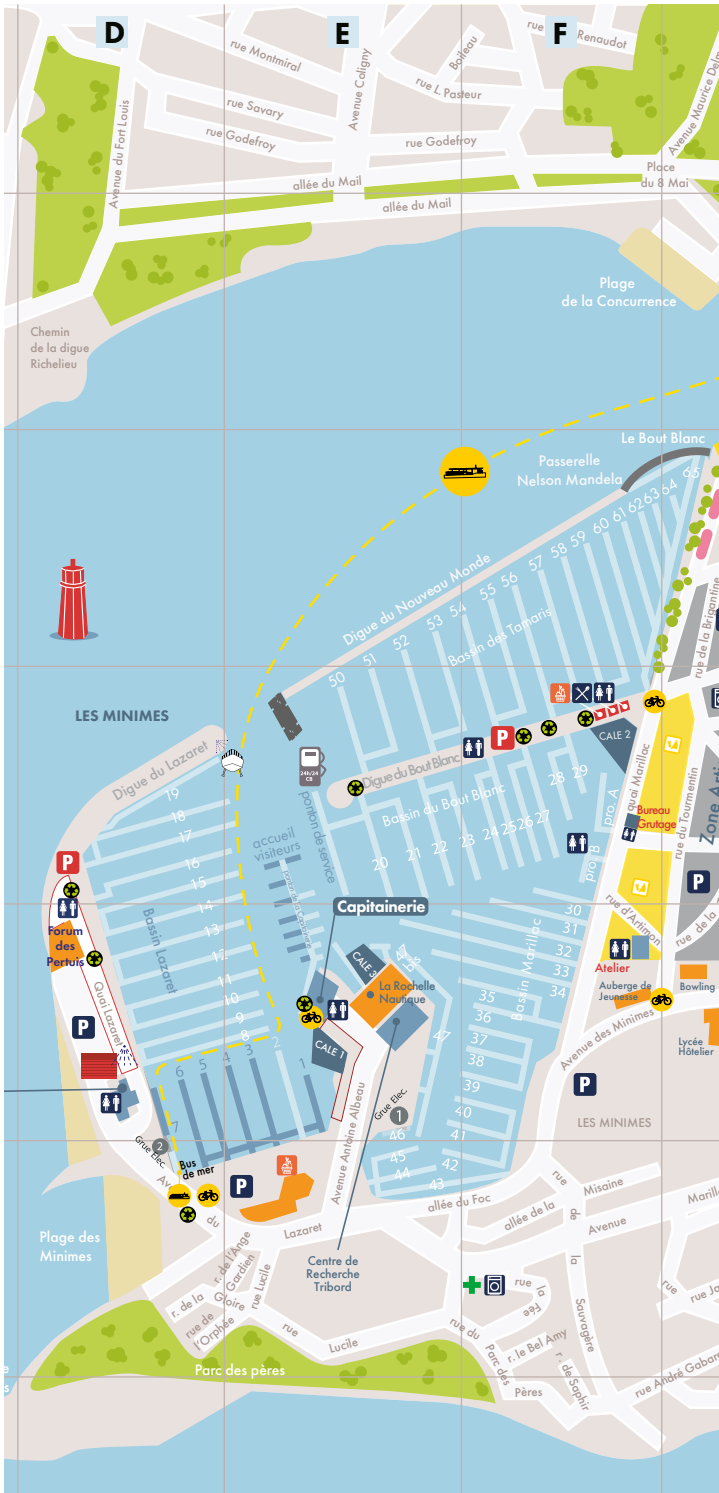 D
E
F
rue Montmiral
Avenue Coligny
Boileau
Renaudot
rue L. Pasteur
rue Savary
rue Godefroy
rue Godefroy
Avenue du Fort Louis
allée du Mail
allée du Mail
Place
du 8 Mai
Plage
de la Concurrence
Chemin
de la digue
Richelieu
Le Bout Blanc
Passerelle
Nelson Mandela
65
64
63
62
61
60
59
58
57
56
55
54
53
52
51
50
Digue du Nouveau Monde
Bassin des Tamaris
rue de la Brigantine
LES MINIMES
Digue du Lazaret
24h/24
CB
P
CALE 2
Digue du Bout Blanc
Bassin du Bout Blanc
ponton de service
quai Marillac
Bureau
Grutage
rue du Tourmentin
pro. A
pro. B
20
21
22
23
24
25
26
27
28
29
19
18
17
16
15
14
13
12
11
10
9
8
accueil
visiteurs
ponton de la Capitainerie
P
P
Capitainerie
Bassin Lazaret
Forum
des
Pertuis
Quai Lazaret
P
CALE 3
47
bis
La Rochelle
Nautique
CALE 1
Bassin Marillac
30
31
32
33
34
35
36
37
38
39
40
41
42
43
44
45
46
47
rue d'Artimon
rue de la
Atelier
Auberge de
Jeunesse
Bowling
Lycée
Hôtelier
Avenue des Minimes
P
LES MINIMES
1
2
3
4
5
6
7
Grue Elec.
1
Grue Elec.
2
Bus
de mer
P
Avenue Antoine Albeau
Av
du
Lazaret
allée du Foc
Plage des
Minimes
Centre de
Recherche
Tribord
rue
Misaine
allée de la
Avenue
rue
de
la
Sauvagère
r. de l'Ange
Gardien
r. de la
Gloire
rue de
l'Orphée
rue Lucile
rue
Lucile
rue
la
Fée
rue du
Parc des
Pères
r. le Bel Amy
r. de Saphir
rue
rue André
Parc des pères